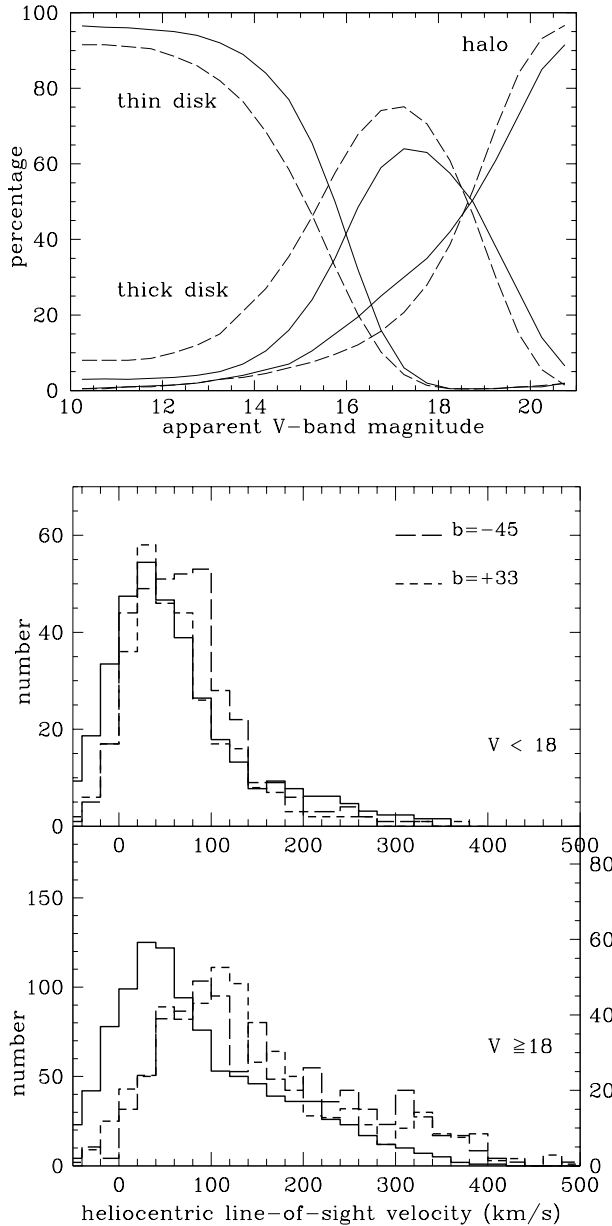 100
80
60
40
20
0
percentage
halo
thin disk
thick disk
10 12 14 16 18 20
apparent V-band magnitude
60
40
20
0
number
b=-45
b=+33
V < 18
0 100 200 300 400 500
150
100
50
0
number
80
60
40
20
0
V ≧18
0 100 200 300 400 500
heliocentric line-of-sight velocity (km/s)